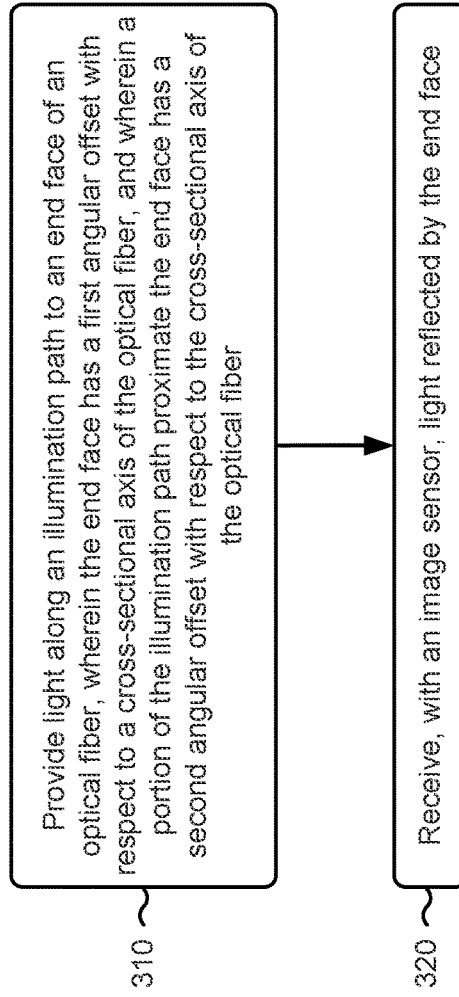 310
Provide light along an illumination path to an end face of an
optical fiber, wherein the end face has a first angular offset with
respect to a cross-sectional axis of the optical fiber, and wherein a
portion of the illumination path proximate the end face has a
second angular offset with respect to the cross-sectional axis of
the optical fiber
320
Receive, with an image sensor, light reflected by the end face